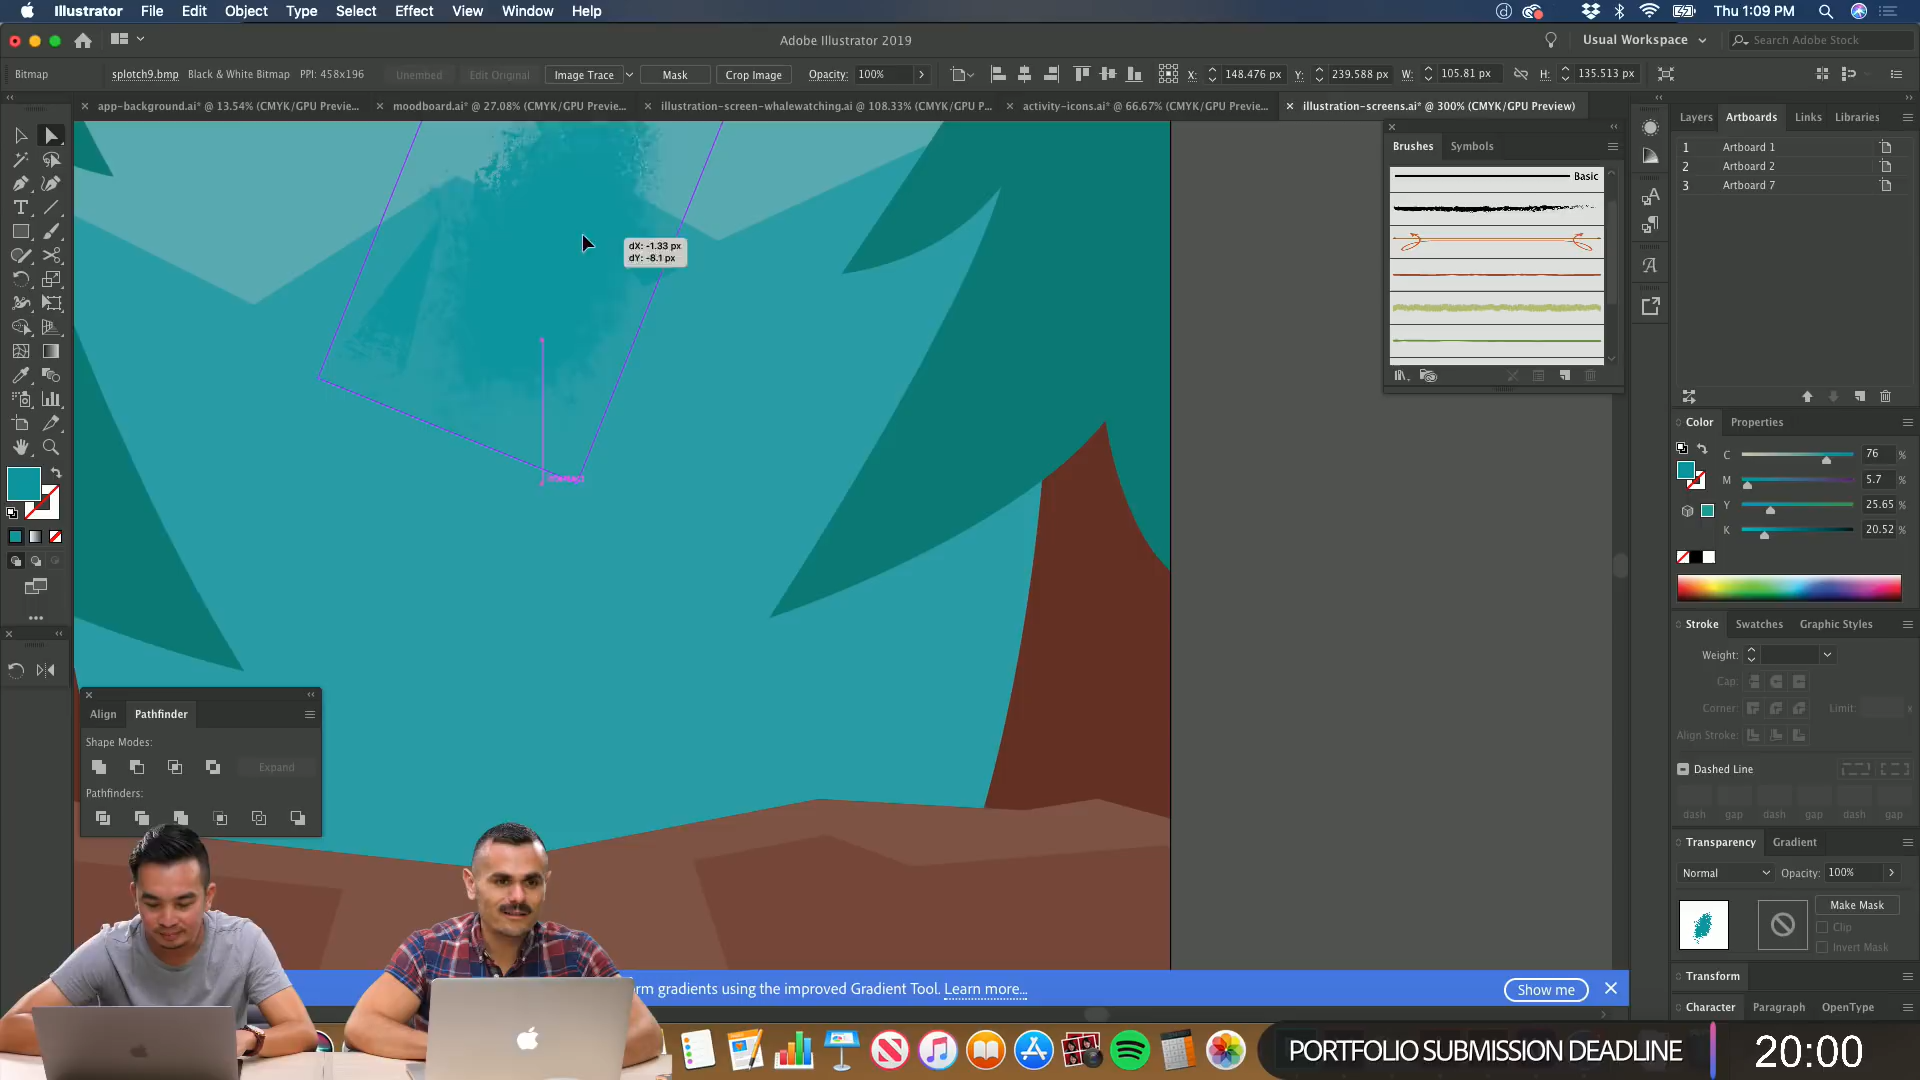 Illustrator File Edit Object Type Select Effect View Window Help Thu 1:09 PM
Adobe Illustrator 2019 Usual Workspace Search Adobe Stock
Bitmap splotch9.bmp Black & White Bitmap PPI: 458x196 Unembed Edit Original Image Trace Mask Crop Image Opacity: 100% X: 148.476 px Y: 239.588 px W: 105.81 px H: 135.513 px
app-background.ai* @ 13.54% (CMYK/GPU Previe... moodboard.ai* @ 27.08% (CMYK/GPU Previe... illustration-screen-whalewatching.ai @ 108.33% (CMYK/GPU P... activity-icons.ai* @ 66.67% (CMYK/GPU Previe... illustration-screens.ai* @ 300% (CMYK/GPU Preview)
Layers Artboards Links Libraries
1 Artboard 1
2 Artboard 2
3 Artboard 7
Brushes Symbols
Basic
dX: -1.33 px
dY: -8.1 px
Color Properties
C 76 %
M 5.7 %
Y 25.65 %
K 20.52 %
Stroke Swatches Graphic Styles
Weight:
Cap:
Corner: Limit: x
Align Stroke:
Dashed Line
dash gap dash gap dash gap
Align Pathfinder
Shape Modes:
Expand
Pathfinders:
Transparency Gradient
Normal Opacity: 100%
Make Mask
Clip
Invert Mask
Transform
Character Paragraph OpenType
orm gradients using the improved Gradient Tool. Learn more... Show me
PORTFOLIO SUBMISSION DEADLINE 20:00